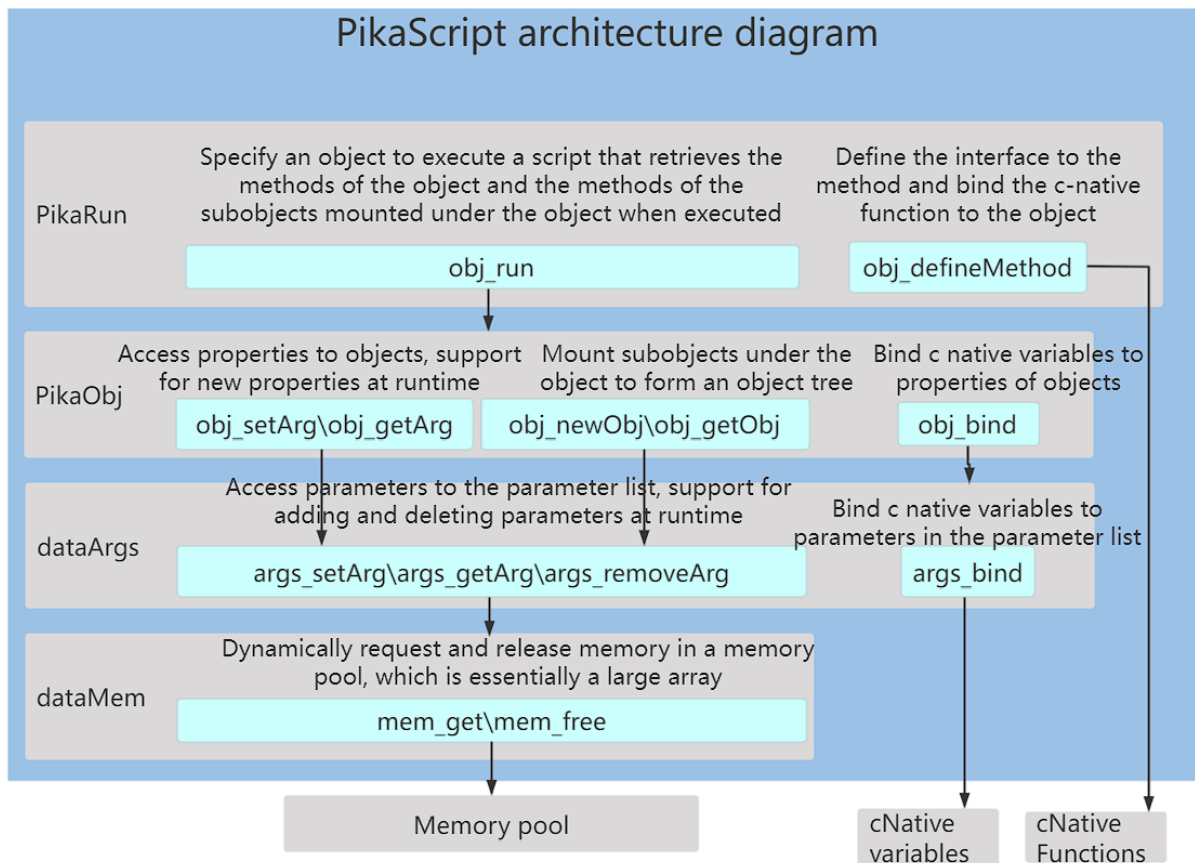 PikaScript architecture diagram
Specify an object to execute a script that retrieves the
methods of the object and the methods of the
subobjects mounted under the object when executed
Define the interface to the
method and bind the c-native
function to the object
PikaRun
obj_run
obj_defineMethod
Access properties to objects, support
for new properties at runtime
Mount subobjects under the
object to form an object tree
Bind c native variables to
properties of objects
PikaObj
obj_setArg\obj_getArg
obj_newObj\obj_getObj
obj_bind
Access parameters to the parameter list, support for
adding and deleting parameters at runtime
Bind c native variables to
parameters in the parameter list
dataArgs
args_setArg\args_getArg\args_removeArg
args_bind
Dynamically request and release memory in a memory
pool, which is essentially a large array
dataMem
mem_get\mem_free
Memory pool
cNative
variables
cNative
Functions